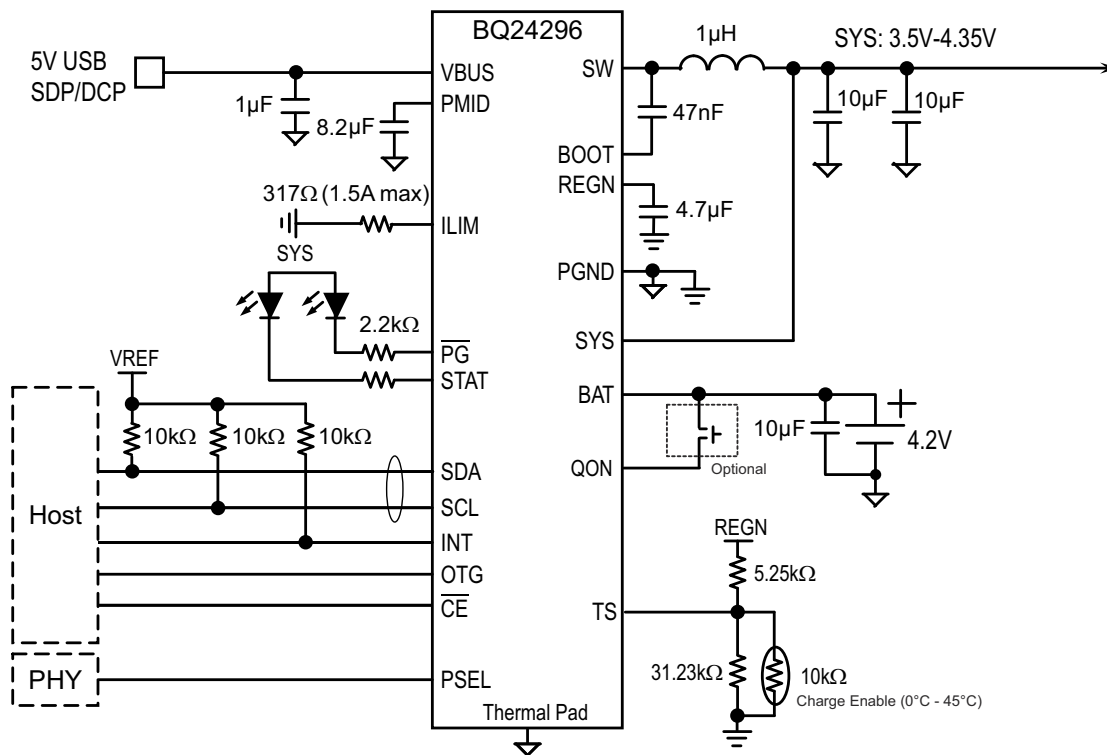 BQ24296
5V USB
SDP/DCP
VBUS
1µF
PMID
8.2µF
317Ω (1.5A max)
ILIM
SYS
2.2kΩ
PG
STAT
VREF
10kΩ
10kΩ
10kΩ
Host
SDA
SCL
INT
OTG
CE
PHY
PSEL
Thermal Pad
SW
1µH
SYS: 3.5V-4.35V
47nF
10µF
10µF
BOOT
REGN
4.7µF
PGND
SYS
BAT
10µF
4.2V
QON
Optional
REGN
5.25kΩ
TS
31.23kΩ
10kΩ
Charge Enable (0°C - 45°C)